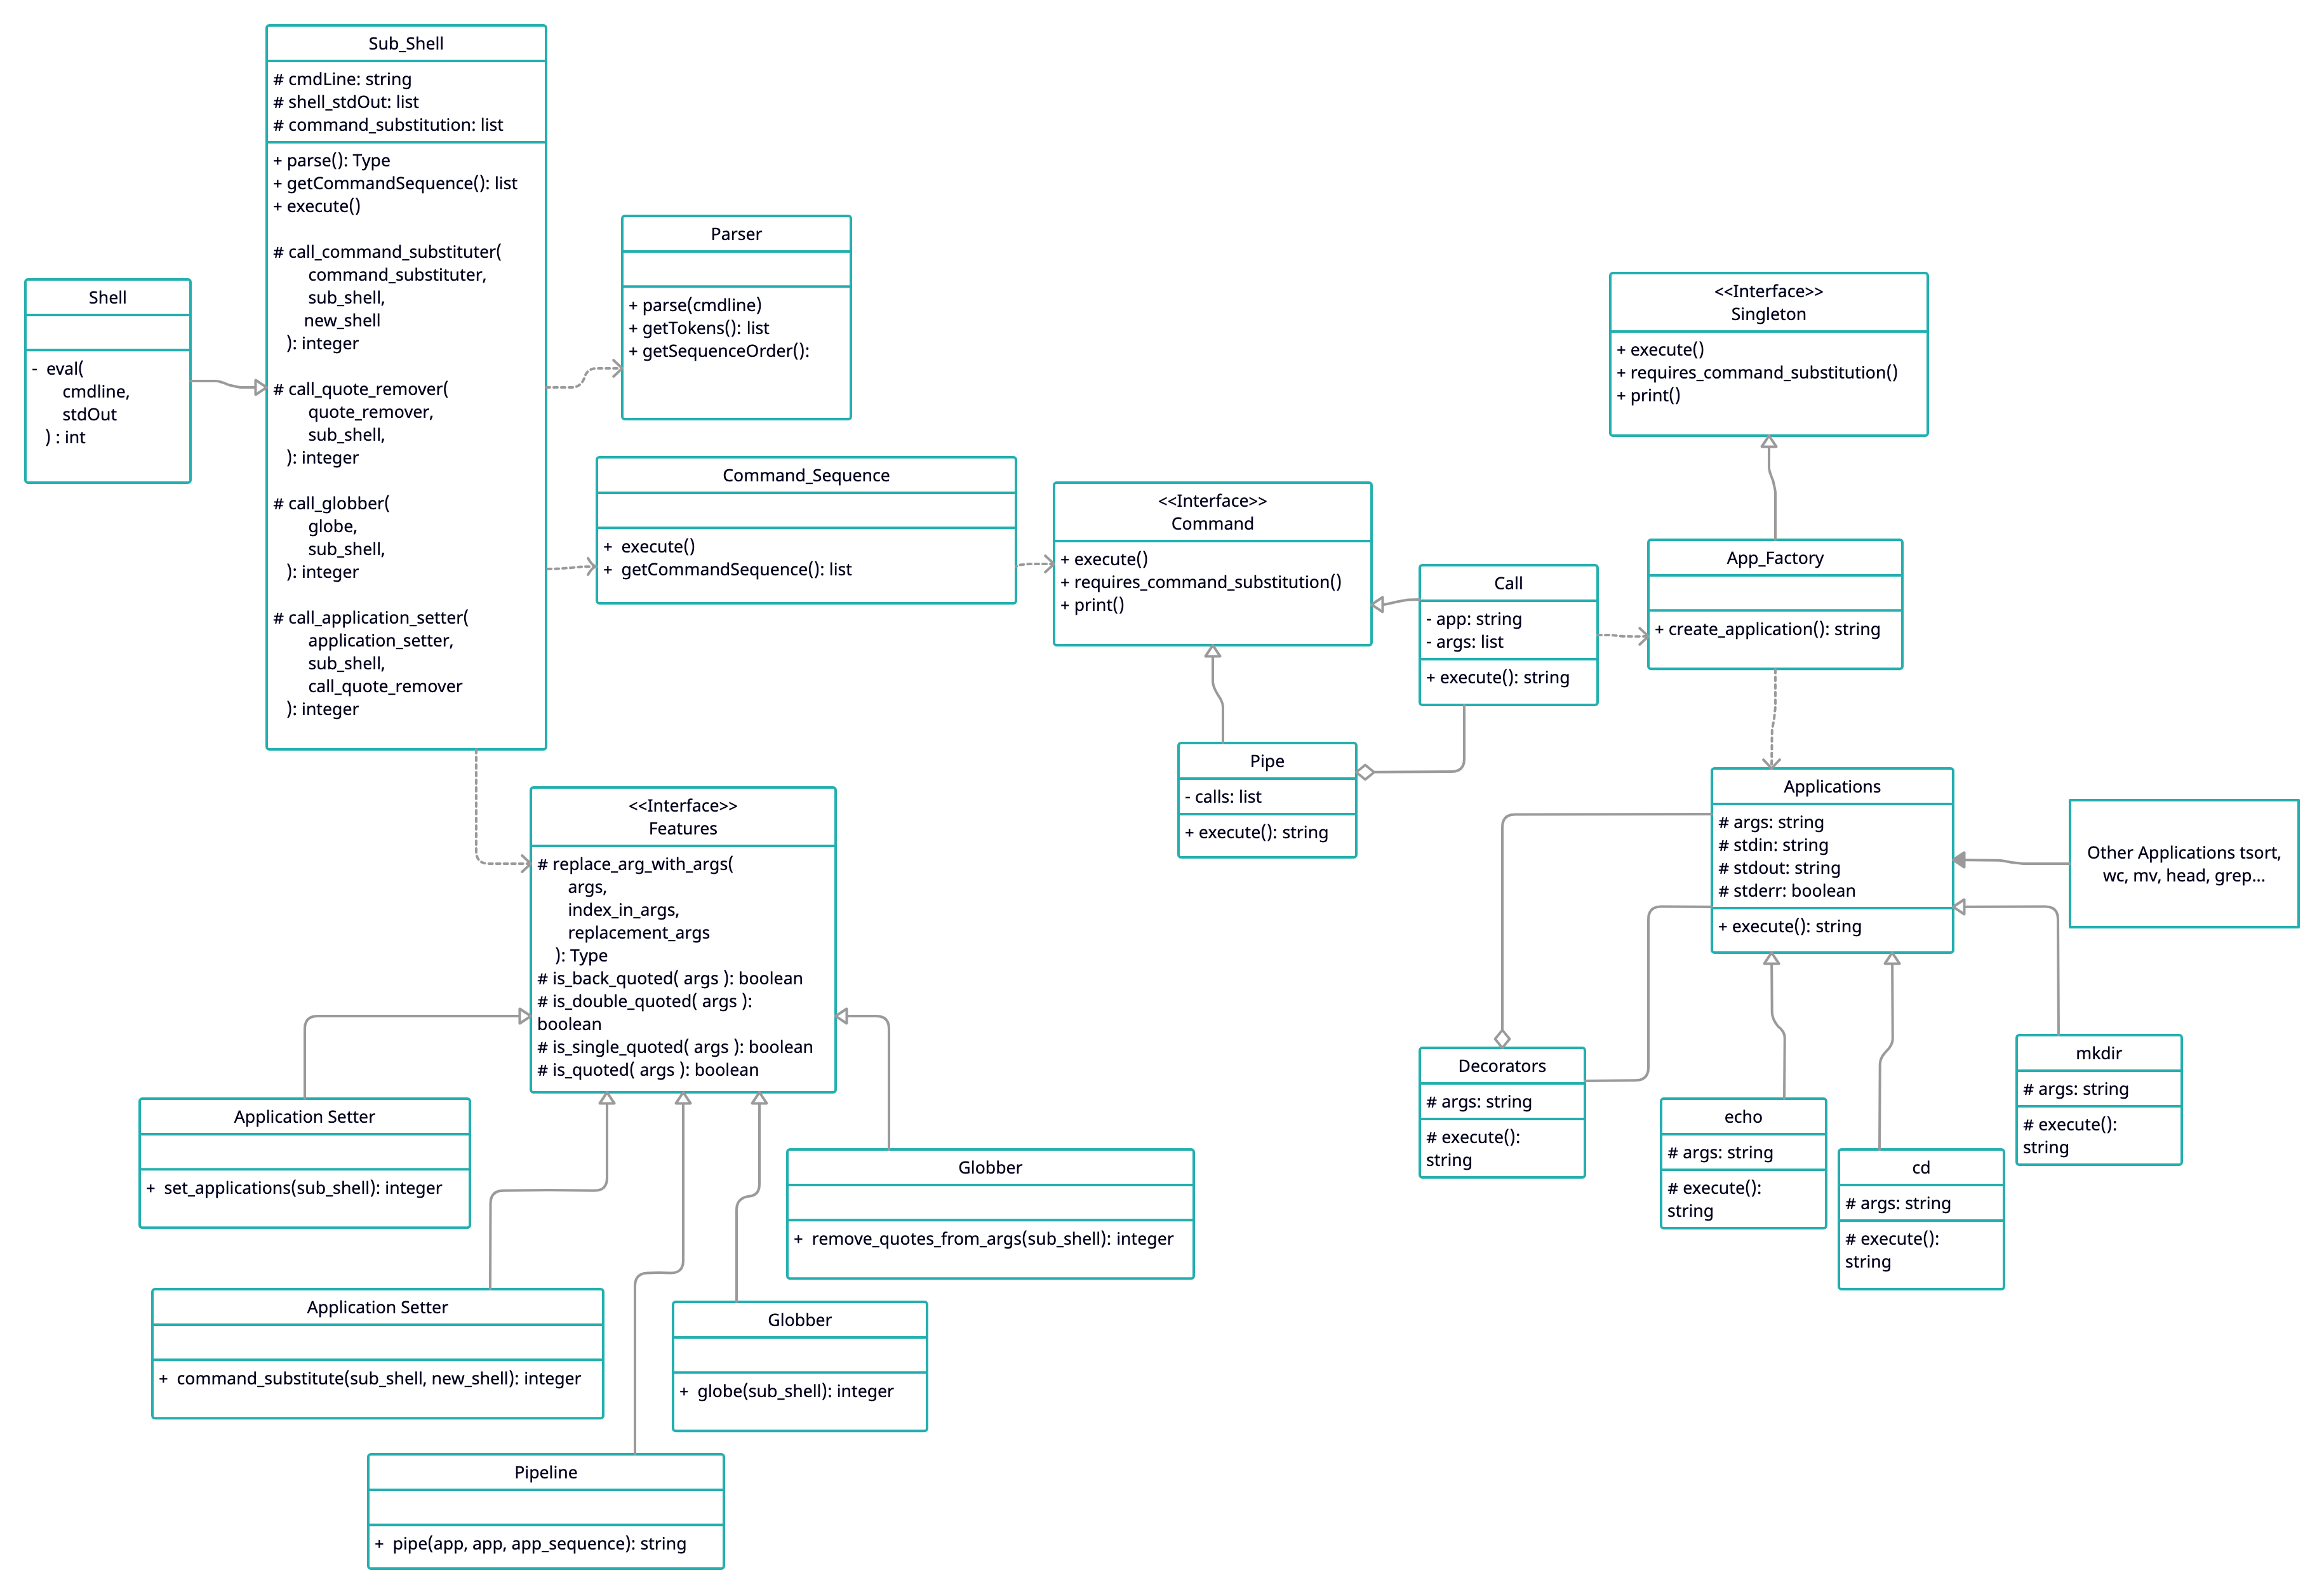 Sub_Shell
# cmdLine: string
# shell_stdOut: list
# command_substitution: list
+ parse(): Type
+ getCommandSequence(): list
+ execute()
# call_command_substituter(
command_substituter,
sub_shell,
new_shell
): integer
# call_quote_remover(
quote_remover,
sub_shell,
): integer
# call_globber(
globe,
sub_shell,
): integer
# call_application_setter(
application_setter,
sub_shell,
call_quote_remover
): integer
Shell
- eval(
cmdline,
stdOut
) : int
Parser
+ parse(cmdline)
+ getTokens(): list
+ getSequenceOrder():
Command_Sequence
+ execute()
+ getCommandSequence(): list
<<Interface>>
Command
+ execute()
+ requires_command_substitution()
+ print()
Call
- app: string
- args: list
+ execute(): string
Pipe
- calls: list
+ execute(): string
<<Interface>>
Singleton
+ execute()
+ requires_command_substitution()
+ print()
App_Factory
+ create_application(): string
Applications
# args: string
# stdin: string
# stdout: string
# stderr: boolean
+ execute(): string
Other Applications tsort,
wc, mv, head, grep...
Decorators
# args: string
# execute():
string
echo
# args: string
# execute():
string
cd
# args: string
# execute():
string
mkdir
# args: string
# execute():
string
<<Interface>>
Features
# replace_arg_with_args(
args,
index_in_args,
replacement_args
): Type
# is_back_quoted( args ): boolean
# is_double_quoted( args ):
boolean
# is_single_quoted( args ): boolean
# is_quoted( args ): boolean
Application Setter
+ set_applications(sub_shell): integer
Globber
+ remove_quotes_from_args(sub_shell): integer
Application Setter
+ command_substitute(sub_shell, new_shell): integer
Globber
+ globe(sub_shell): integer
Pipeline
+ pipe(app, app, app_sequence): string